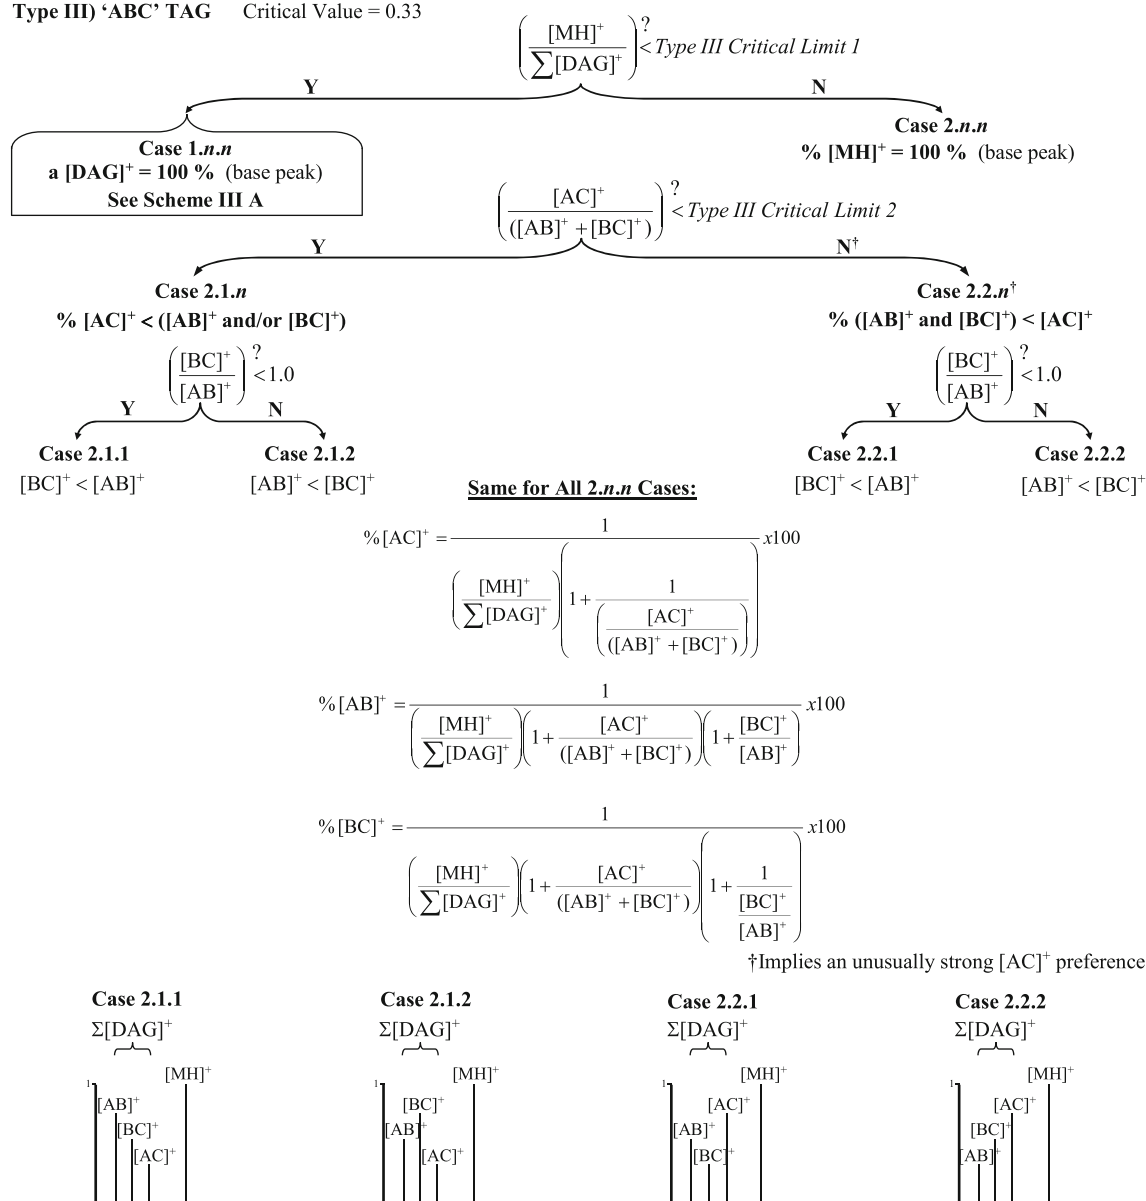 Type III) ‘ABC’ TAG Critical Value = 0.33
([MH]⁺ / ∑[DAG]⁺) <? Type III Critical Limit 1
Y N
Case 1.n.n
a [DAG]⁺ = 100 % (base peak)
See Scheme III A
Case 2.n.n
% [MH]⁺ = 100 % (base peak)
([AC]⁺ / ([AB]⁺ + [BC]⁺)) <? Type III Critical Limit 2
Y N†
Case 2.1.n
% [AC]⁺ < ([AB]⁺ and/or [BC]⁺)
([BC]⁺ / [AB]⁺) <? 1.0
Y N
Case 2.1.1
[BC]⁺ < [AB]⁺
Case 2.1.2
[AB]⁺ < [BC]⁺
Case 2.2.n†
% ([AB]⁺ and [BC]⁺) < [AC]⁺
([BC]⁺ / [AB]⁺) <? 1.0
Y N
Case 2.2.1
[BC]⁺ < [AB]⁺
Case 2.2.2
[AB]⁺ < [BC]⁺
Same for All 2.n.n Cases:
%[AC]⁺ = 1 / (([MH]⁺ / ∑[DAG]⁺)(1 + 1 / ([AC]⁺ / ([AB]⁺ + [BC]⁺)))) x100
%[AB]⁺ = 1 / (([MH]⁺ / ∑[DAG]⁺)(1 + [AC]⁺ / ([AB]⁺ + [BC]⁺))(1 + [BC]⁺ / [AB]⁺)) x100
%[BC]⁺ = 1 / (([MH]⁺ / ∑[DAG]⁺)(1 + [AC]⁺ / ([AB]⁺ + [BC]⁺))(1 + 1 / ([BC]⁺ / [AB]⁺))) x100
†Implies an unusually strong [AC]⁺ preference
Case 2.1.1
Σ[DAG]⁺
[MH]⁺
1
[AB]⁺
[BC]⁺
[AC]⁺
Case 2.1.2
Σ[DAG]⁺
[MH]⁺
1
[BC]⁺
[AB]⁺
[AC]⁺
Case 2.2.1
Σ[DAG]⁺
[MH]⁺
1
[AC]⁺
[AB]⁺
[BC]⁺
Case 2.2.2
Σ[DAG]⁺
[MH]⁺
1
[AC]⁺
[BC]⁺
[AB]⁺